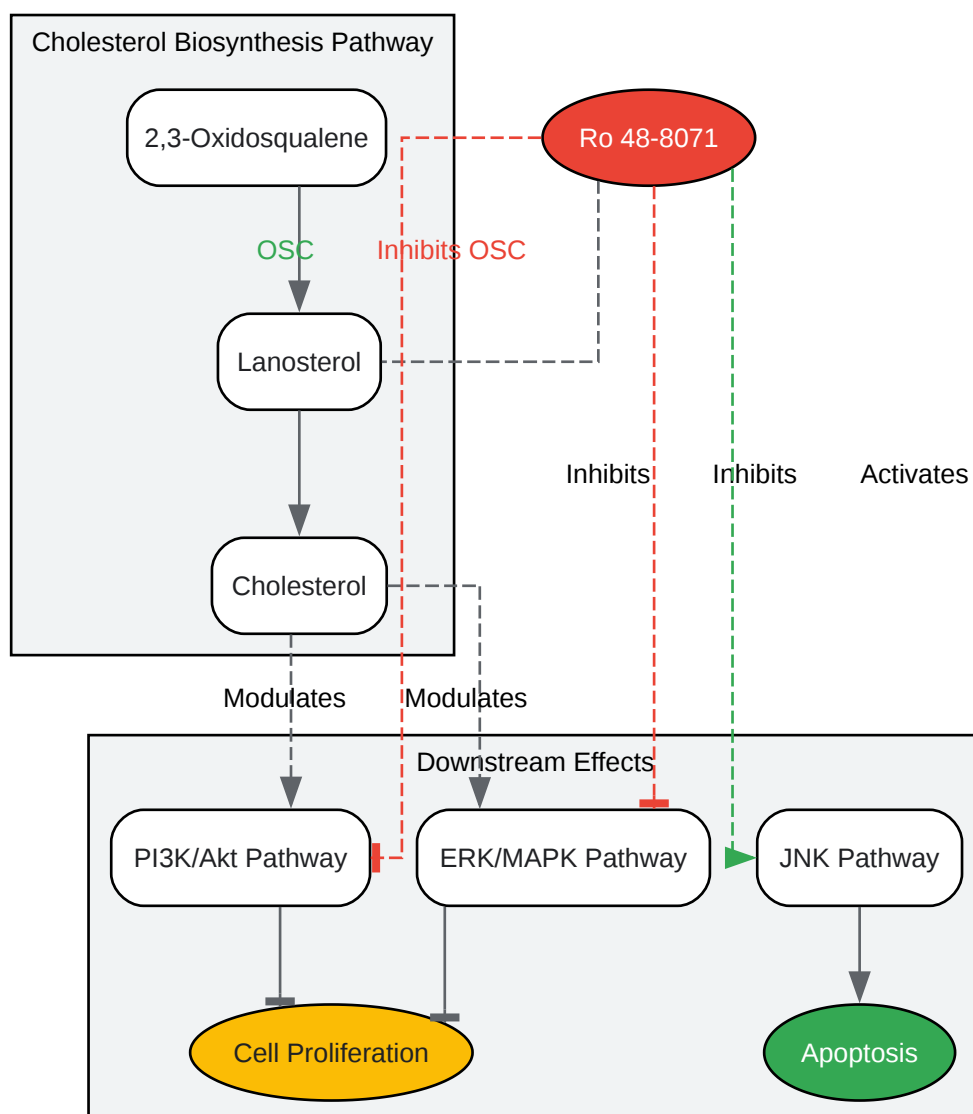 Cholesterol Biosynthesis Pathway
2,3-Oxidosqualene
Ro 48-8071
OSC
Inhibits OSC
Lanosterol
Inhibits
Inhibits
Activates
Cholesterol
Modulates
Modulates
Downstream Effects
PI3K/Akt Pathway
ERK/MAPK Pathway
JNK Pathway
Cell Proliferation
Apoptosis